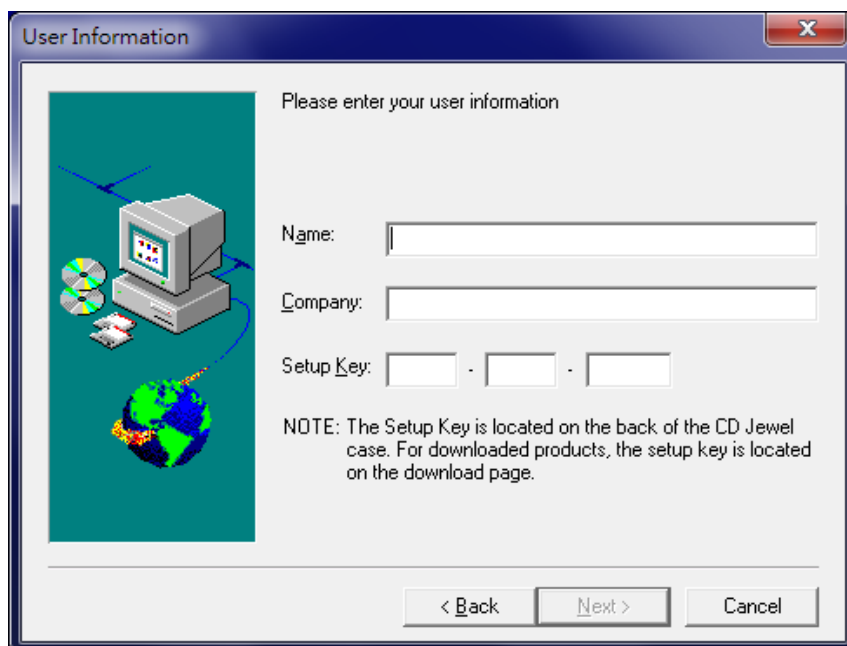 User Information
Please enter your user information
Name:
Company:
Setup Key: - -
NOTE: The Setup Key is located on the back of the CD Jewel
case. For downloaded products, the setup key is located
on the download page.
< Back Next > Cancel